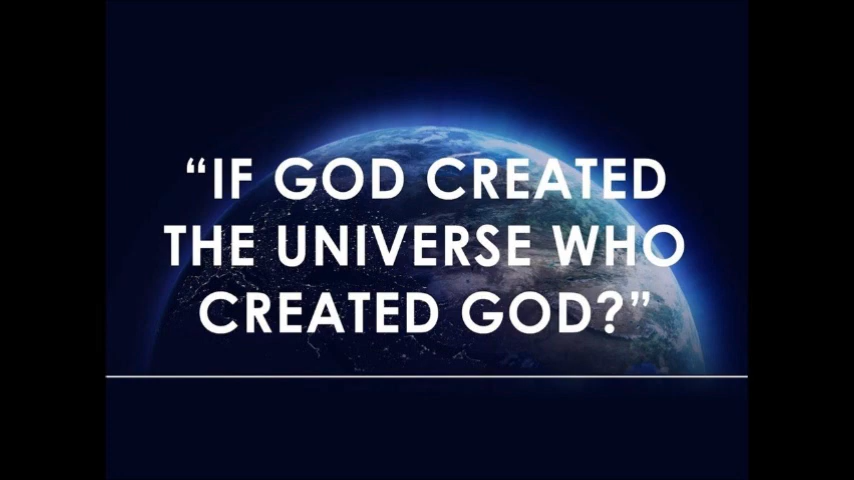 “IF GOD CREATED
THE UNIVERSE WHO
CREATED GOD?”